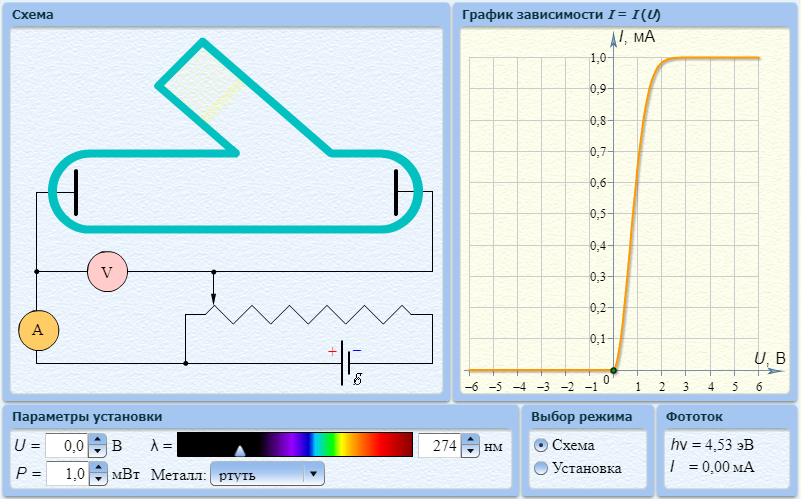 Схема
График зависимости I = I (U)
V
A
+ −
ℰ
I, мА
1,0
0,9
0,8
0,7
0,6
0,5
0,4
0,3
0,2
0,1
U, В
−6 −5 −4 −3 −2 −1 0 1 2 3 4 5 6
Параметры установки
U = 0,0 В λ = 274 нм
P = 1,0 мВт Металл: ртуть
Выбор режима
Схема
Установка
Фототок
hν = 4,53 эВ
I = 0,00 мА